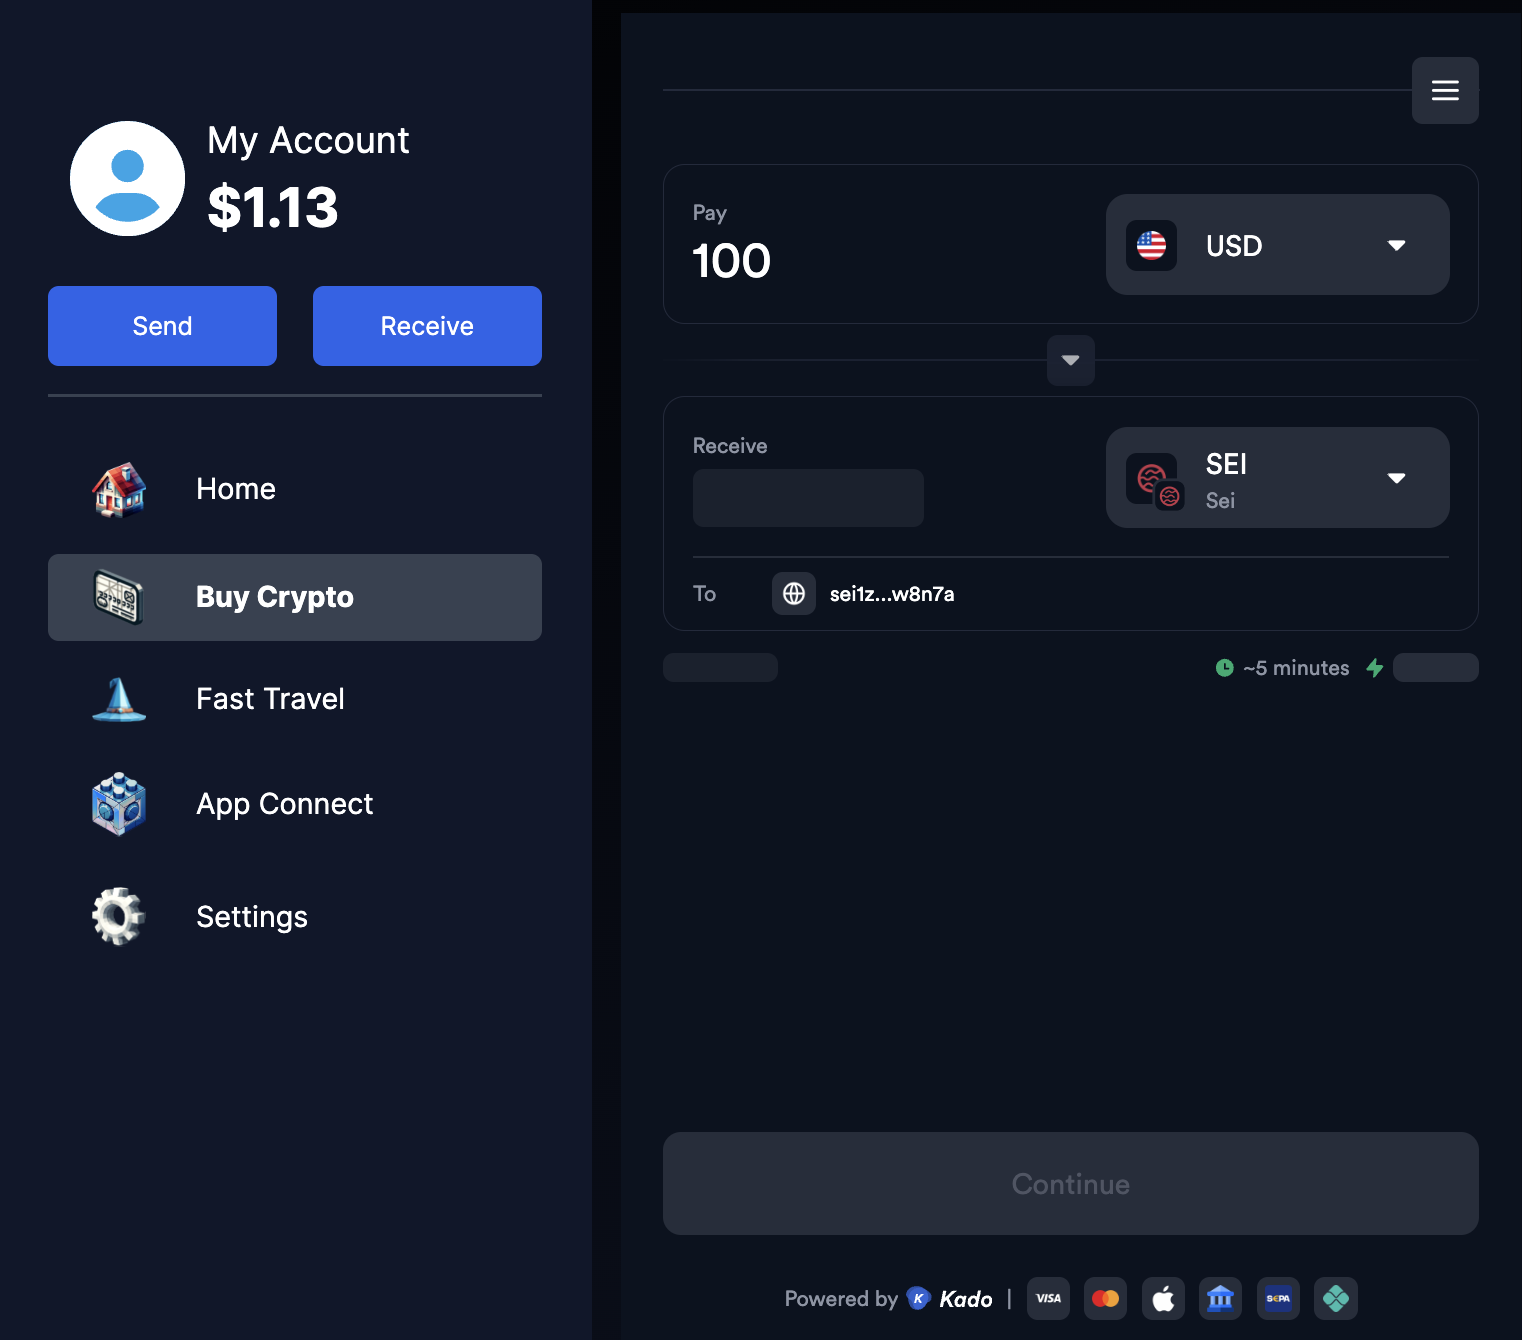 My Account
$1.13
Send
Receive
Home
Buy Crypto
Fast Travel
App Connect
Settings
Pay
100
USD
Receive
SEI
Sei
To
sei1z...w8n7a
~5 minutes
Continue
Powered by K Kado |
VISA
SEPA